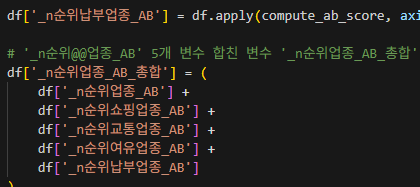 df['_n순위납부업종_AB'] = df.apply(compute_ab_score, axi
# '_n순위@@업종_AB' 5개 변수 합친 변수 '_n순위업종_AB_총합'
df['_n순위업종_AB_총합'] = (
df['_n순위업종_AB'] +
df['_n순위쇼핑업종_AB'] +
df['_n순위교통업종_AB'] +
df['_n순위여유업종_AB'] +
df['_n순위납부업종_AB']
)